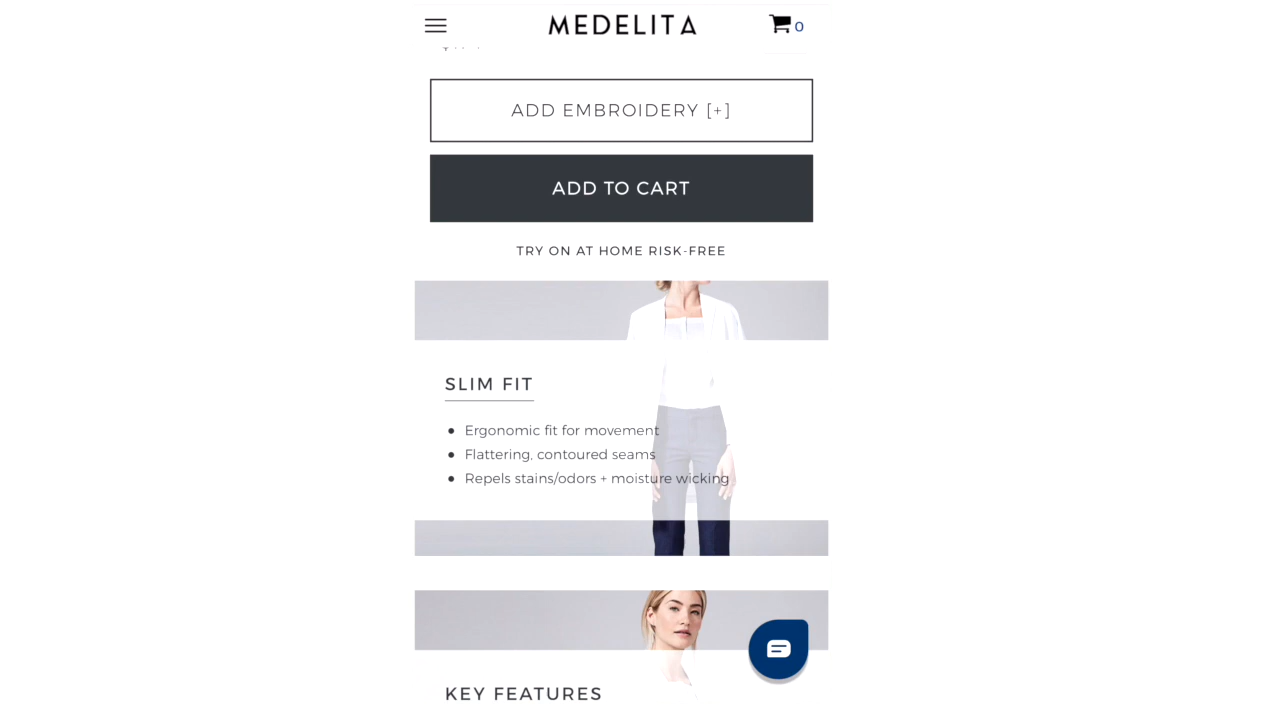 MEDELITA
0
ADD EMBROIDERY [+]
ADD TO CART
TRY ON AT HOME RISK-FREE
SLIM FIT
Ergonomic fit for movement
Flattering, contoured seams
Repels stains/odors + moisture wicking
KEY FEATURES